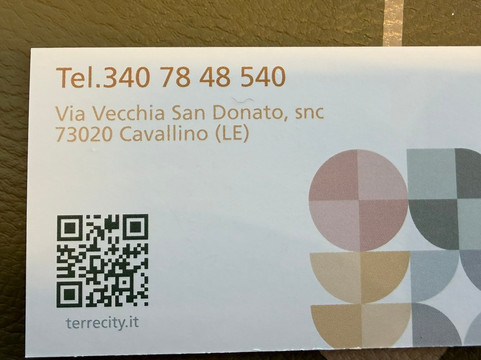 Tel.340 78 48 540
Via Vecchia San Donato, snc
73020 Cavallino (LE)
terrecity.it